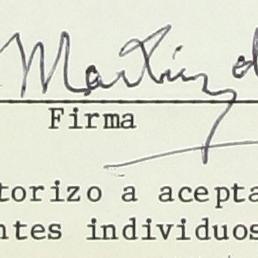 Martinez d
Firma
torizo a acepta
ntes individuos